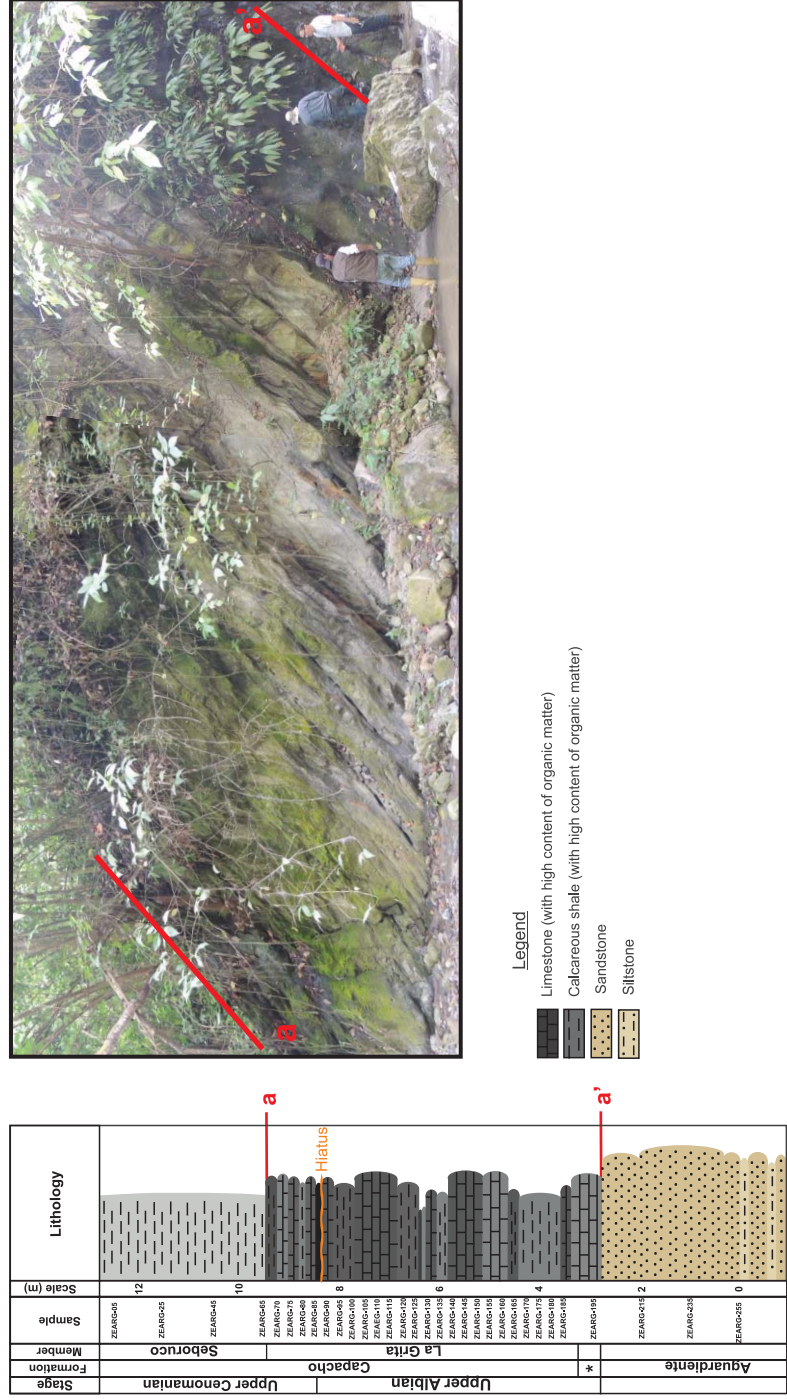 a
a'
Legend
Limestone (with high content of organic matter)
Calcareous shale (with high content of organic matter)
Sandstone
Siltstone
Lithology
Scale (m)
Sample
Member
Formation
Stage
a
Hiatus
a'
12
10
8
6
4
2
0
ZEARG-05
ZEARG-25
ZEARG-45
ZEARG-65
ZEARG-70
ZEARG-75
ZEARG-80
ZEARG-85
ZEARG-90
ZEARG-95
ZEARG-100
ZEARG-105
ZEAEG-110
ZEARG-115
ZEARG-120
ZEARG-125
ZEARG-130
ZEARG-135
ZEARG-140
ZEARG-145
ZEARG-150
ZEARG-155
ZEARG-160
ZEARG-165
ZEARG-170
ZEARG-175
ZEARG-180
ZEARG-185
ZEARG-195
ZEARG-215
ZEARG-235
ZEARG-255
Seboruco
La Grita
Capacho
*
Aguardiente
Upper Cenomanian
Upper Albian